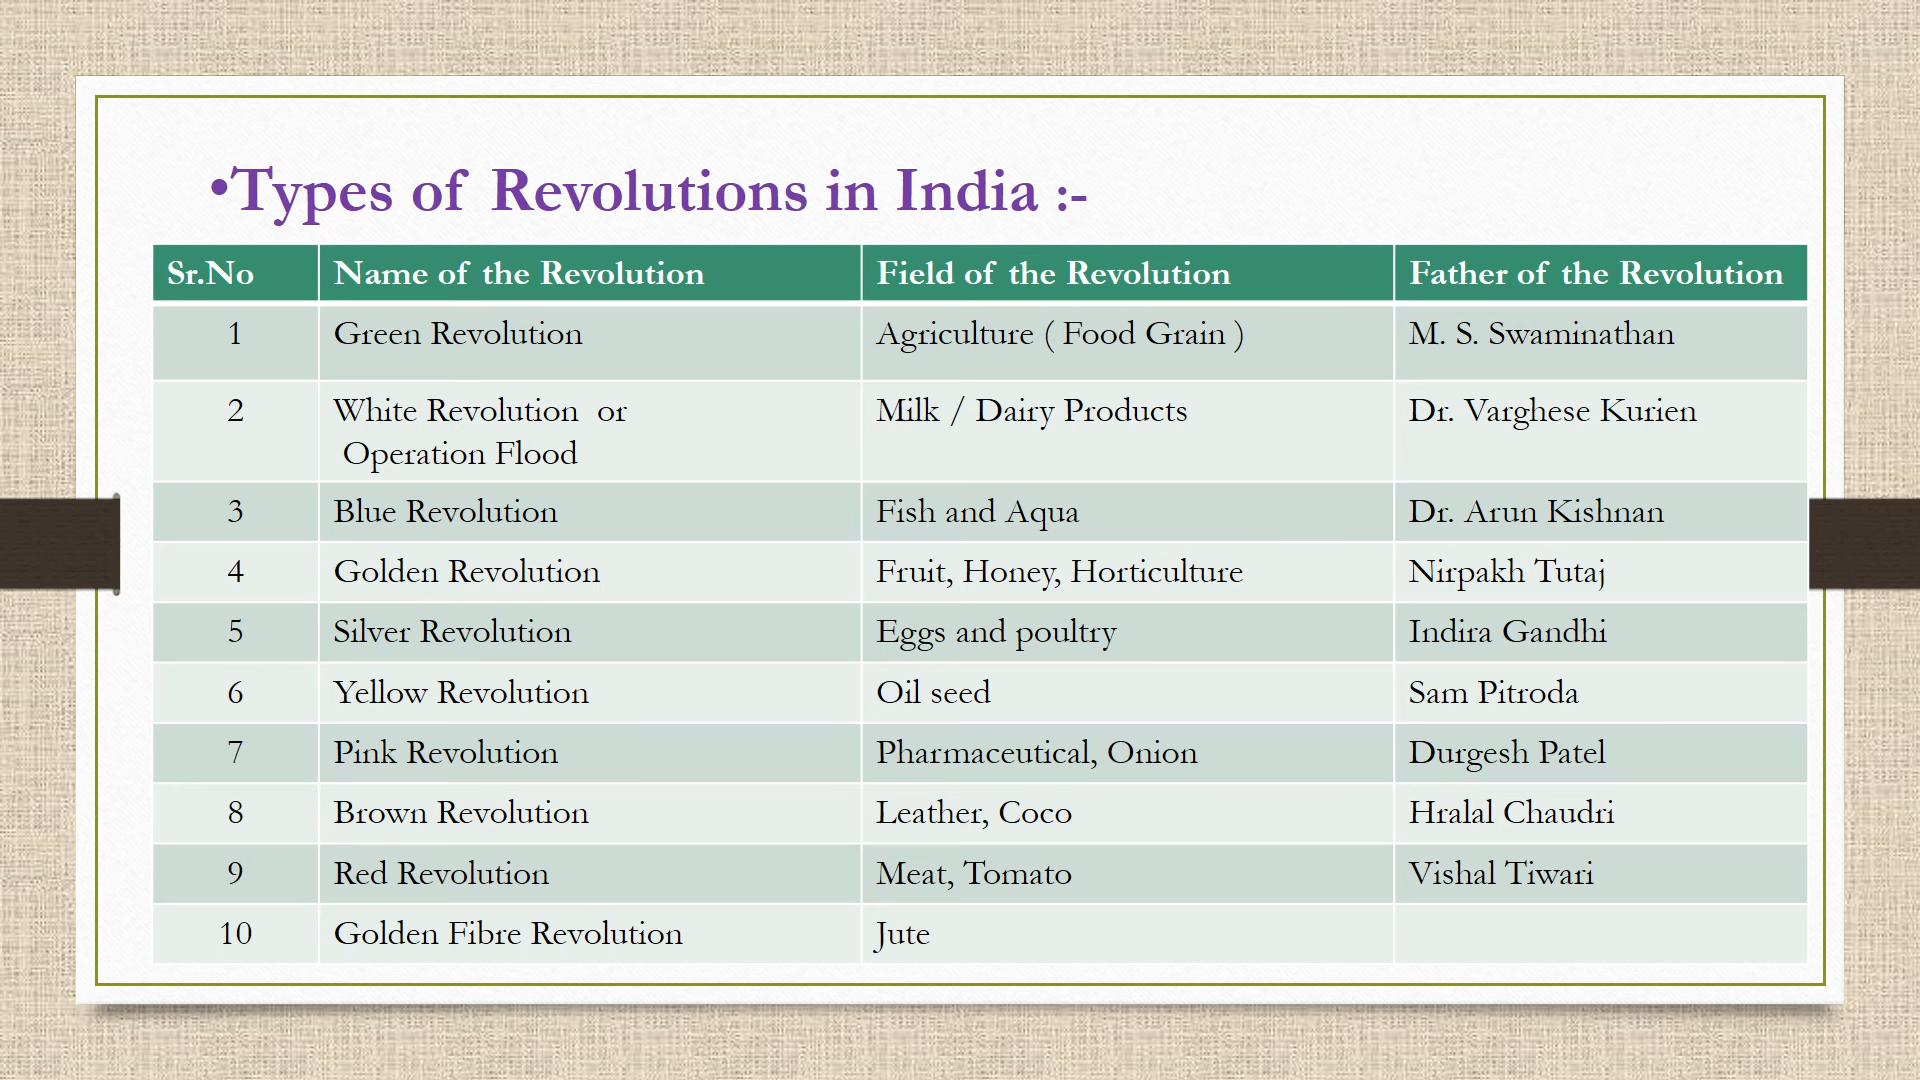 •Types of Revolutions in India :-
Sr.No Name of the Revolution Field of the Revolution Father of the Revolution
1 Green Revolution Agriculture ( Food Grain ) M. S. Swaminathan
2 White Revolution or Milk / Dairy Products Dr. Varghese Kurien
Operation Flood
3 Blue Revolution Fish and Aqua Dr. Arun Kishnan
4 Golden Revolution Fruit, Honey, Horticulture Nirpakh Tutaj
5 Silver Revolution Eggs and poultry Indira Gandhi
6 Yellow Revolution Oil seed Sam Pitroda
7 Pink Revolution Pharmaceutical, Onion Durgesh Patel
8 Brown Revolution Leather, Coco Hralal Chaudri
9 Red Revolution Meat, Tomato Vishal Tiwari
10 Golden Fibre Revolution Jute